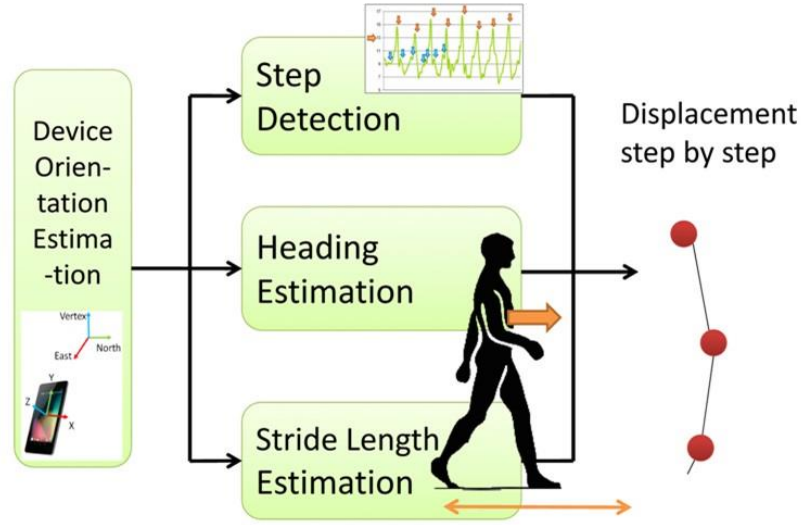 Device
Orien-
tation
Estima
-tion
Vertex
North
East
Y
Z
X
Step
Detection
Heading
Estimation
Stride Length
Estimation
Displacement
step by step